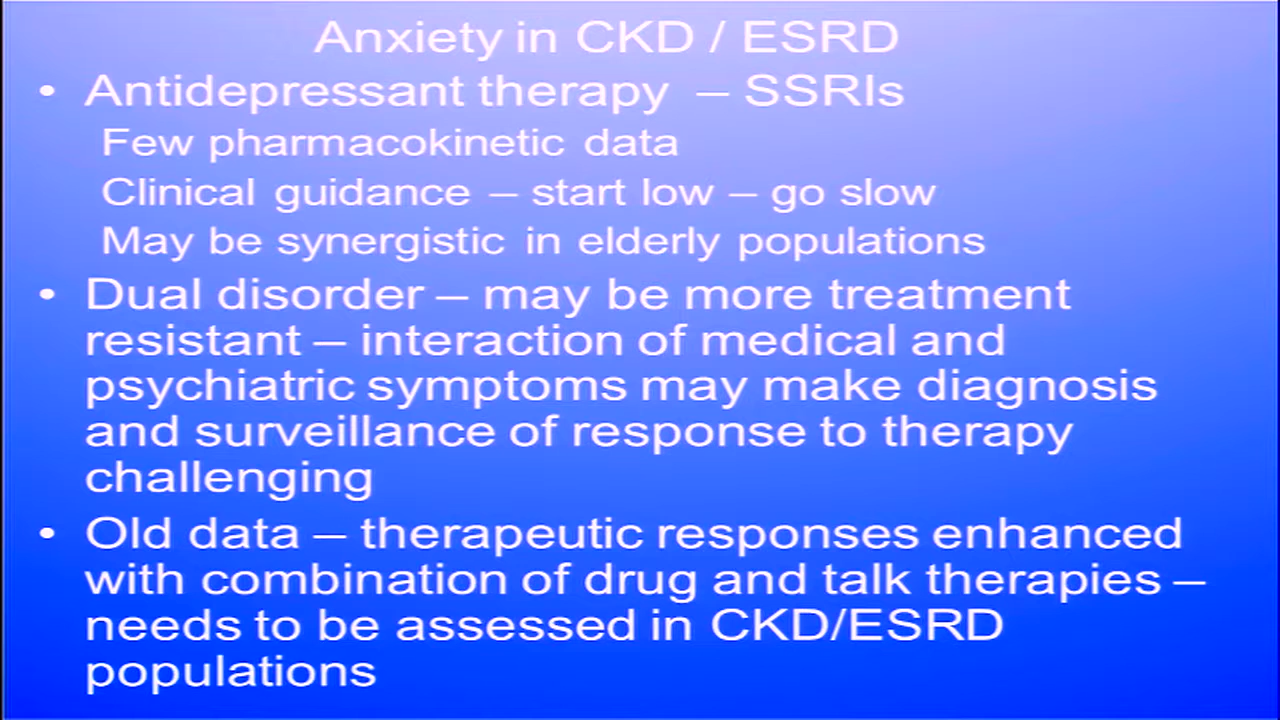 Anxiety in CKD / ESRD
• Antidepressant therapy – SSRIs
Few pharmacokinetic data
Clinical guidance – start low – go slow
May be synergistic in elderly populations
• Dual disorder – may be more treatment
resistant – interaction of medical and
psychiatric symptoms may make diagnosis
and surveillance of response to therapy
challenging
• Old data – therapeutic responses enhanced
with combination of drug and talk therapies –
needs to be assessed in CKD/ESRD
populations